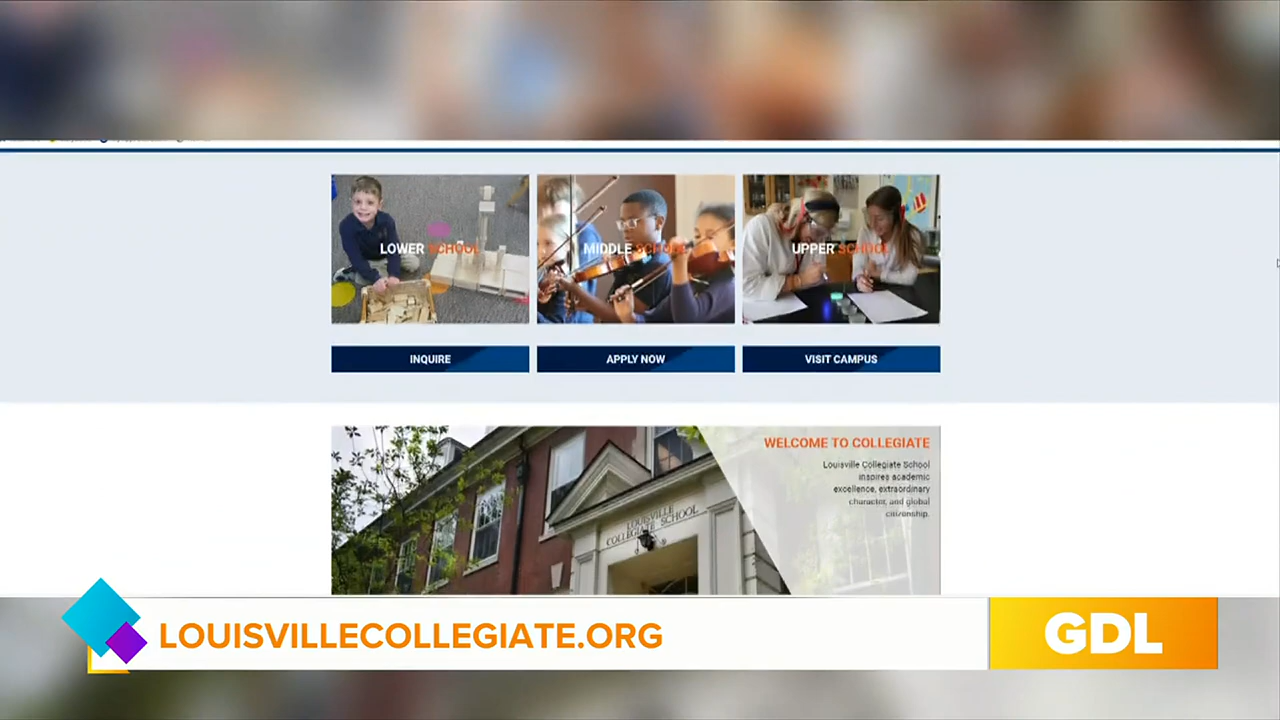 LOWER SCHOOL
MIDDLE SCHOOL
UPPER SCHOOL
INQUIRE
APPLY NOW
VISIT CAMPUS
WELCOME TO COLLEGIATE
Louisville Collegiate School
inspires academic
excellence, extraordinary
character, and global
citizenship.
LOUISVILLE
COLLEGIATE SCHOOL
LOUISVILLECOLLEGIATE.ORG
GDL